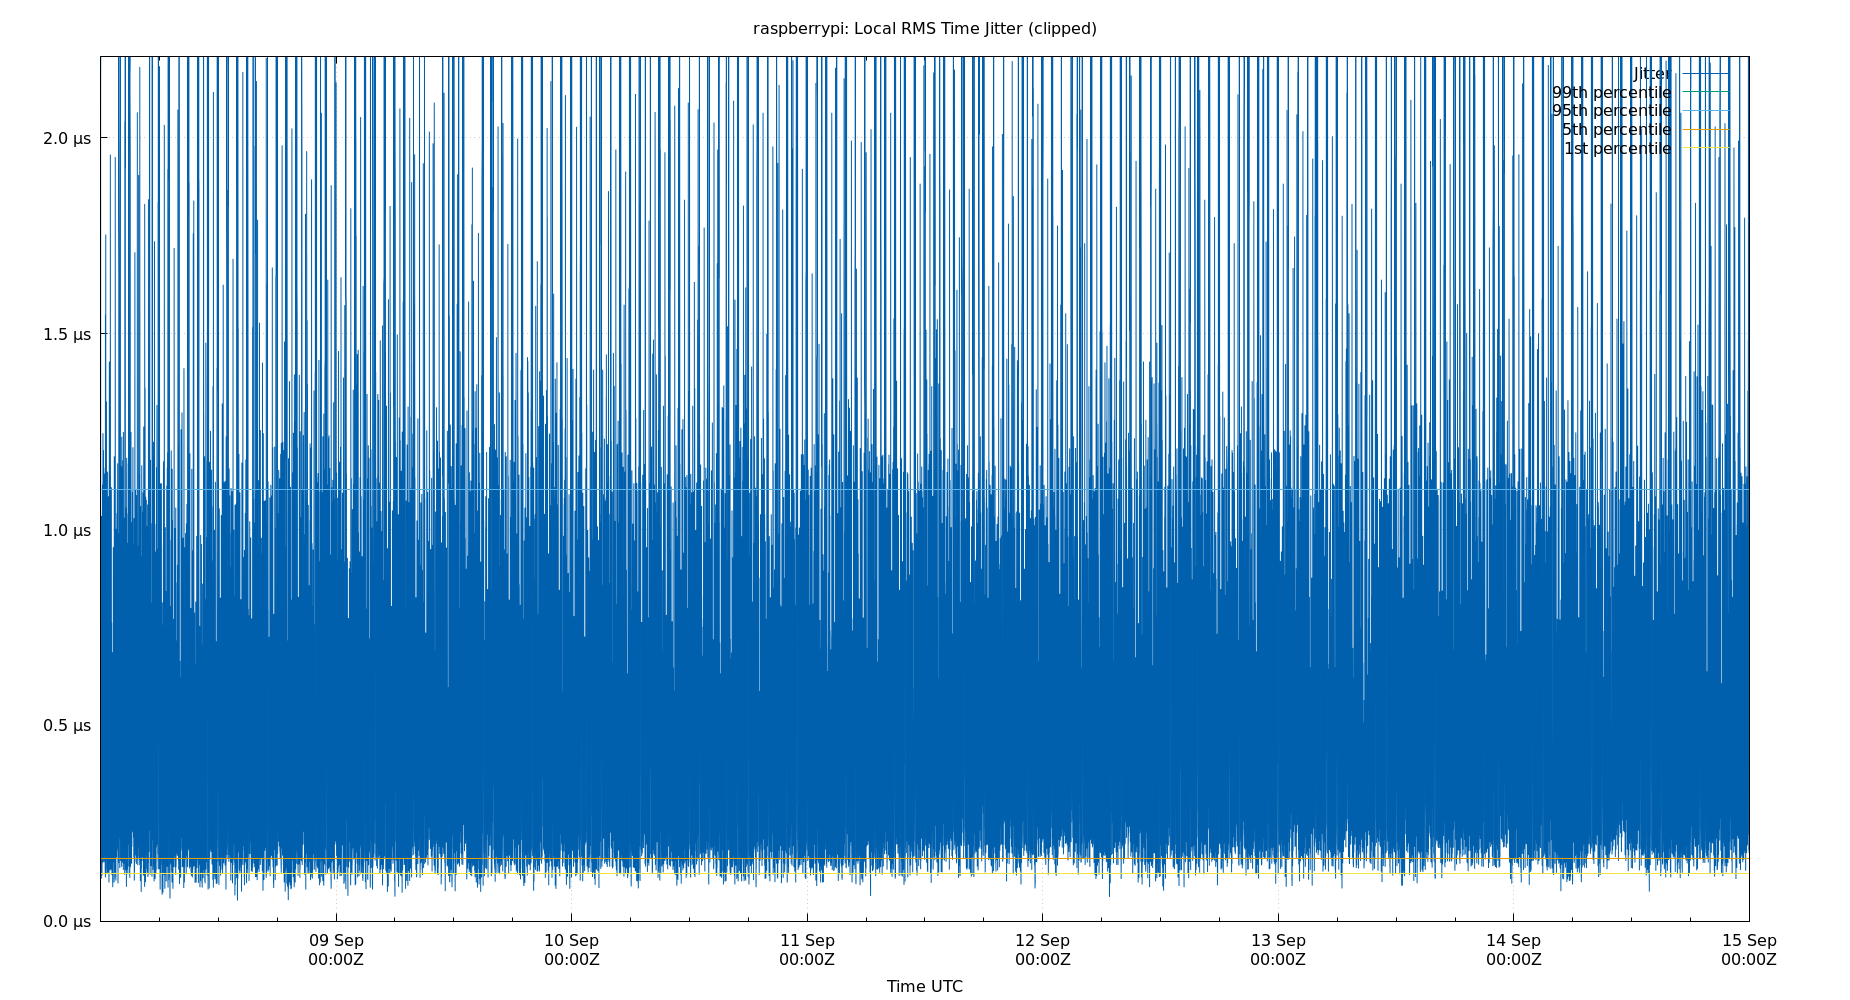 raspberrypi: Local RMS Time Jitter (clipped)
Jitter
99th percentile
95th percentile
5th percentile
1st percentile
2.0 µs
1.5 µs
1.0 µs
0.5 µs
0.0 µs
09 Sep 10 Sep 11 Sep 12 Sep 13 Sep 14 Sep 15 Sep
00:00Z 00:00Z 00:00Z 00:00Z 00:00Z 00:00Z 00:00Z
Time UTC